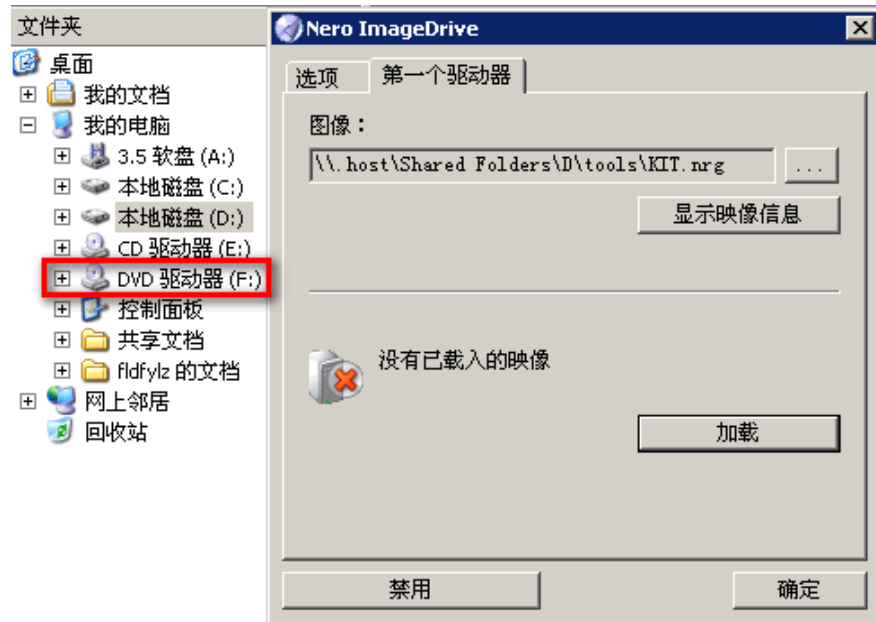 文件夹
桌面
我的文档
我的电脑
3.5 软盘 (A:)
本地磁盘 (C:)
本地磁盘 (D:)
CD 驱动器 (E:)
DVD 驱动器 (F:)
控制面板
共享文档
fldfylz 的文档
网上邻居
回收站
Nero ImageDrive
选项
第一个驱动器
图像：
\\.host\Shared Folders\D\tools\KIT.nrg
...
显示映像信息
没有已载入的映像
加载
禁用
确定